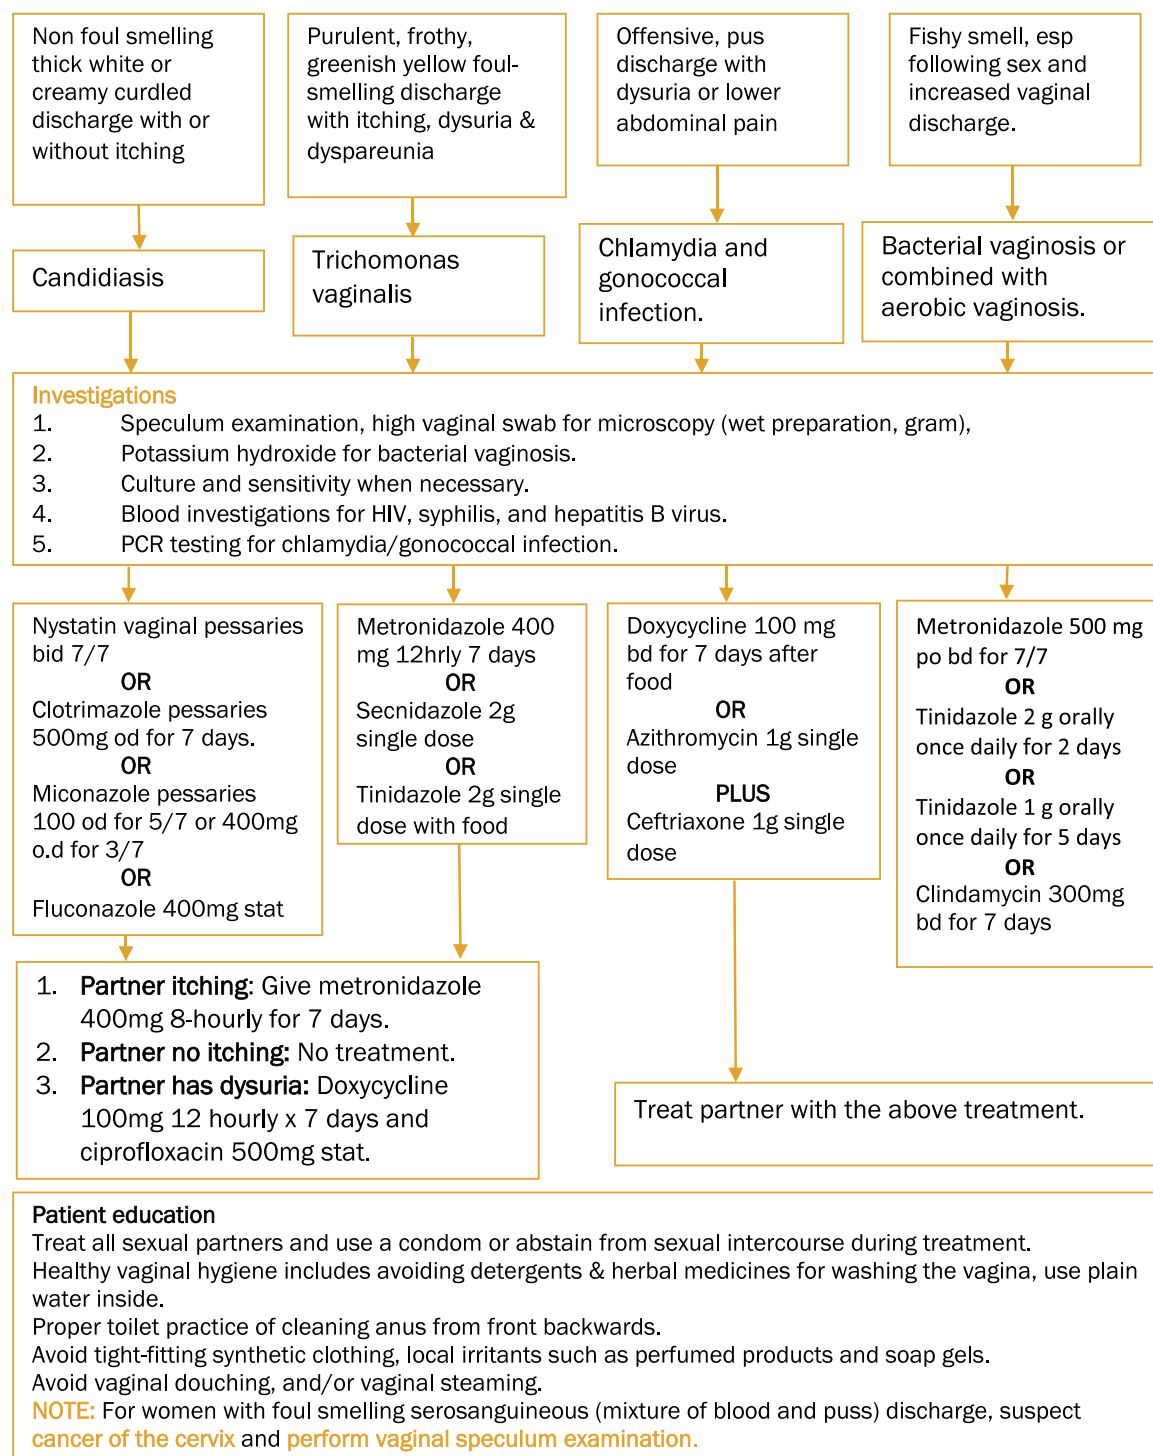 Non foul smelling
thick white or
creamy curdled
discharge with or
without itching
Purulent, frothy,
greenish yellow foul-
smelling discharge
with itching, dysuria &
dyspareunia
Offensive, pus
discharge with
dysuria or lower
abdominal pain
Fishy smell, esp
following sex and
increased vaginal
discharge.
Candidiasis
Trichomonas
vaginalis
Chlamydia and
gonococcal
infection.
Bacterial vaginosis or
combined with
aerobic vaginosis.
Investigations
1. Speculum examination, high vaginal swab for microscopy (wet preparation, gram),
2. Potassium hydroxide for bacterial vaginosis.
3. Culture and sensitivity when necessary.
4. Blood investigations for HIV, syphilis, and hepatitis B virus.
5. PCR testing for chlamydia/gonococcal infection.
Nystatin vaginal pessaries
bid 7/7
OR
Clotrimazole pessaries
500mg od for 7 days.
OR
Miconazole pessaries
100 od for 5/7 or 400mg
o.d for 3/7
OR
Fluconazole 400mg stat
Metronidazole 400
mg 12hrly 7 days
OR
Secnidazole 2g
single dose
OR
Tinidazole 2g single
dose with food
Doxycycline 100 mg
bd for 7 days after
food
OR
Azithromycin 1g single
dose
PLUS
Ceftriaxone 1g single
dose
Metronidazole 500 mg
po bd for 7/7
OR
Tinidazole 2 g orally
once daily for 2 days
OR
Tinidazole 1 g orally
once daily for 5 days
OR
Clindamycin 300mg
bd for 7 days
1. Partner itching: Give metronidazole
400mg 8-hourly for 7 days.
2. Partner no itching: No treatment.
3. Partner has dysuria: Doxycycline
100mg 12 hourly x 7 days and
ciprofloxacin 500mg stat.
Treat partner with the above treatment.
Patient education
Treat all sexual partners and use a condom or abstain from sexual intercourse during treatment.
Healthy vaginal hygiene includes avoiding detergents & herbal medicines for washing the vagina, use plain
water inside.
Proper toilet practice of cleaning anus from front backwards.
Avoid tight-fitting synthetic clothing, local irritants such as perfumed products and soap gels.
Avoid vaginal douching, and/or vaginal steaming.
NOTE: For women with foul smelling serosanguineous (mixture of blood and puss) discharge, suspect
cancer of the cervix and perform vaginal speculum examination.